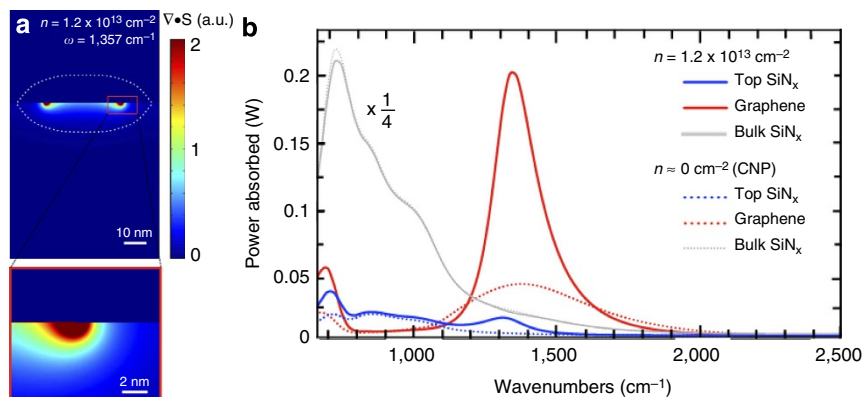 a
n = 1.2 x 10¹³ cm⁻²
ω = 1,357 cm⁻¹
∇•S (a.u.)
2
1
0
10 nm
2 nm
b
Power absorbed (W)
0.2
0.15
0.1
0.05
0
x 1/4
n = 1.2 x 10¹³ cm⁻²
Top SiNₓ
Graphene
Bulk SiNₓ
n ≈ 0 cm⁻² (CNP)
Top SiNₓ
Graphene
Bulk SiNₓ
1,000 1,500 2,000 2,500
Wavenumbers (cm⁻¹)